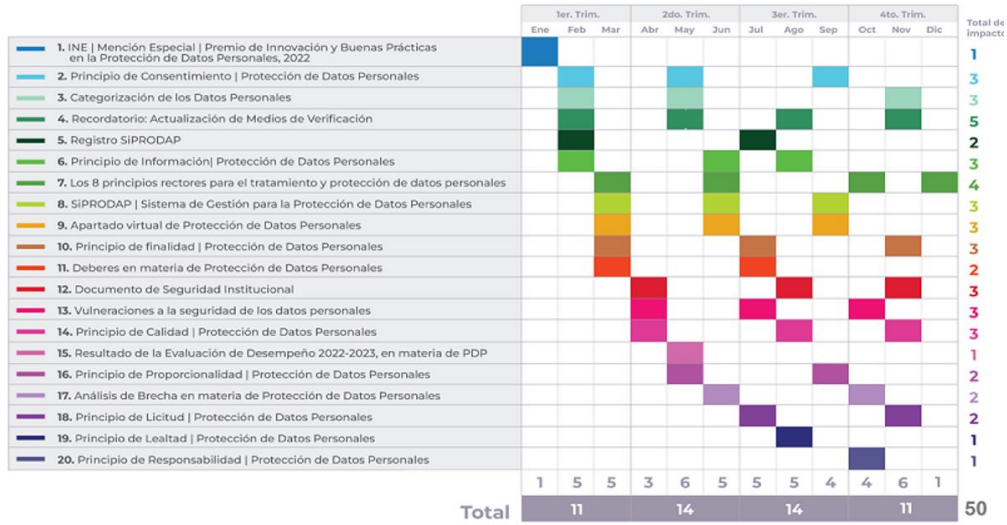 1er. Trim. 2do. Trim. 3er. Trim. 4to. Trim.
Ene Feb Mar Abr May Jun Jul Ago Sep Oct Nov Dic
Total de
impacto
1. INE | Mención Especial | Premio de Innovación y Buenas Prácticas
en la Protección de Datos Personales, 2022 1
2. Principio de Consentimiento | Protección de Datos Personales 3
3. Categorización de los Datos Personales 3
4. Recordatorio: Actualización de Medios de Verificación 5
5. Registro SiPRODAP 2
6. Principio de Información| Protección de Datos Personales 3
7. Los 8 principios rectores para el tratamiento y protección de datos personales 4
8. SiPRODAP | Sistema de Gestión para la Protección de Datos Personales 3
9. Apartado virtual de Protección de Datos Personales 3
10. Principio de finalidad | Protección de Datos Personales 3
11. Deberes en materia de Protección de Datos Personales 2
12. Documento de Seguridad Institucional 3
13. Vulneraciones a la seguridad de los datos personales 3
14. Principio de Calidad | Protección de Datos Personales 3
15. Resultado de la Evaluación de Desempeño 2022-2023, en materia de PDP 1
16. Principio de Proporcionalidad | Protección de Datos Personales 2
17. Análisis de Brecha en materia de Protección de Datos Personales 2
18. Principio de Licitud | Protección de Datos Personales 2
19. Principio de Lealtad | Protección de Datos Personales 1
20. Principio de Responsabilidad | Protección de Datos Personales 1
1 5 5 3 6 5 5 5 4 4 6 1
Total 11 14 14 11 50